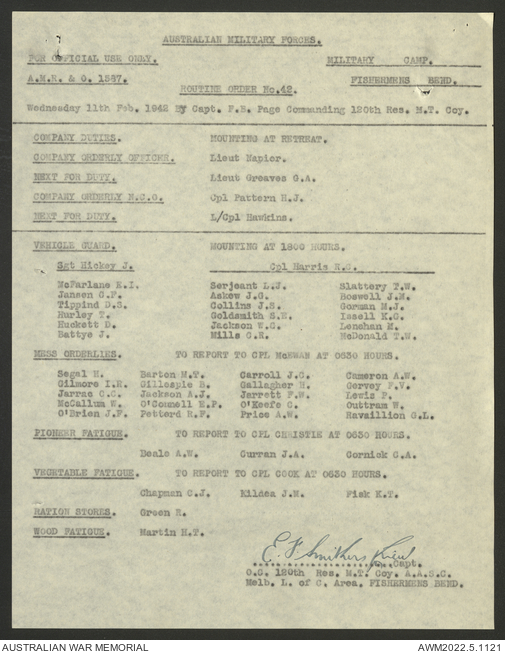 AUSTRALIAN MILITARY FORCES.
FOR OFFICIAL USE ONLY. MILITARY CAMP.
A.M.R. & O. 1587. FISHERMENS BEND.
ROUTINE ORDER No.42.
Wednesday 11th Feb. 1942 By Capt. F.B. Page Commanding 120th Res. M.T. Coy.
COMPANY DUTIES. MOUNTING AT RETREAT.
COMPANY ORDERLY OFFICER. Lieut Napier.
NEXT FOR DUTY. Lieut Greaves G.A.
COMPANY ORDERLY N.C.O. Cpl Pattern H.J.
NEXT FOR DUTY. L/Cpl Hawkins.
VEHICLE GUARD. MOUNTING AT 1800 HOURS.
Sgt Hickey J. Cpl Harris K.C.
McFarlane K.I. Serjeant L.J. Slattery T.W.
Jansen C.P. Askew J.G. Boswell J.M.
Tippind D.S. Collins J.S. Gorman M.J.
Hurley T. Goldsmith S.H. Issell K.G.
Huckett D. Jackson W.C. Lenehan M.
Battye J. Mills C.R. McDonald T.W.
MESS ORDERLIES. TO REPORT TO CPL McEWAN AT 0630 HOURS.
Segal H. Barton M.T. Carroll J.C. Cameron A.W.
Gilmore I.R. Gillespie B. Gallagher H. Gervey F.V.
Jarrae C.C. Jackson A.J. Jarrett F.W. Lewis P.
McCallum W. O'Connell M.P. O'Keefe C. Outtram W.
O'Brien J.F. Petterd R.F. Price A.W. Ravaillion G.L.
PIONEER FATIGUE. TO REPORT TO CPL CHRISTIE AT 0630 HOURS.
Beale A.W. Curran J.A. Cornick C.A.
VEGETABLE FATIGUE. TO REPORT TO CPL COOK AT 0630 HOURS.
Chapman C.J. Kildea J.M. Fisk K.T.
RATION STORES. Green R.
WOOD FATIGUE. Martin H.T.
E.F. Smithers Lieut
Capt.
O.C. 120th Res. M.T. Coy. A.A.S.C.
Melb. L. of C. Area. FISHERMENS BEND.
AUSTRALIAN WAR MEMORIAL AWM2022.5.1121